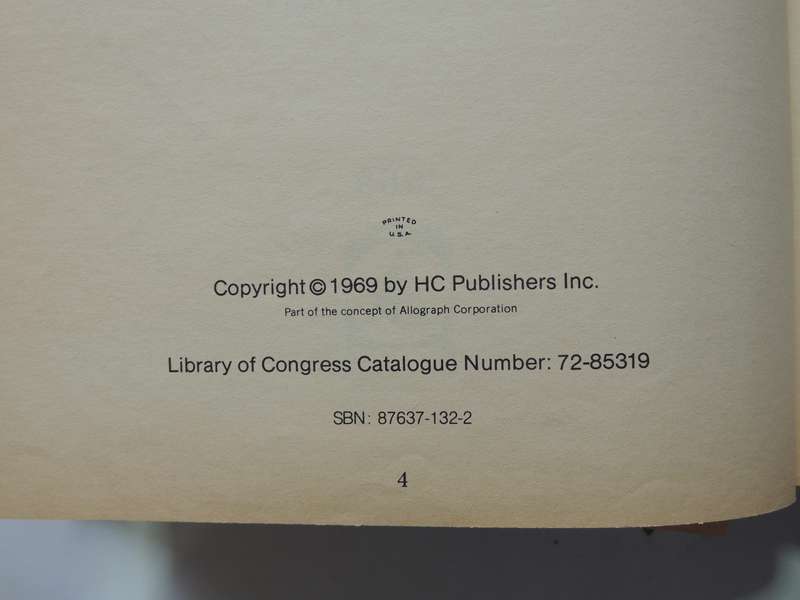 PRINTED
IN
U.S.A
Copyright © 1969 by HC Publishers Inc.
Part of the concept of Allograph Corporation
Library of Congress Catalogue Number: 72-85319
SBN: 87637-132-2
4